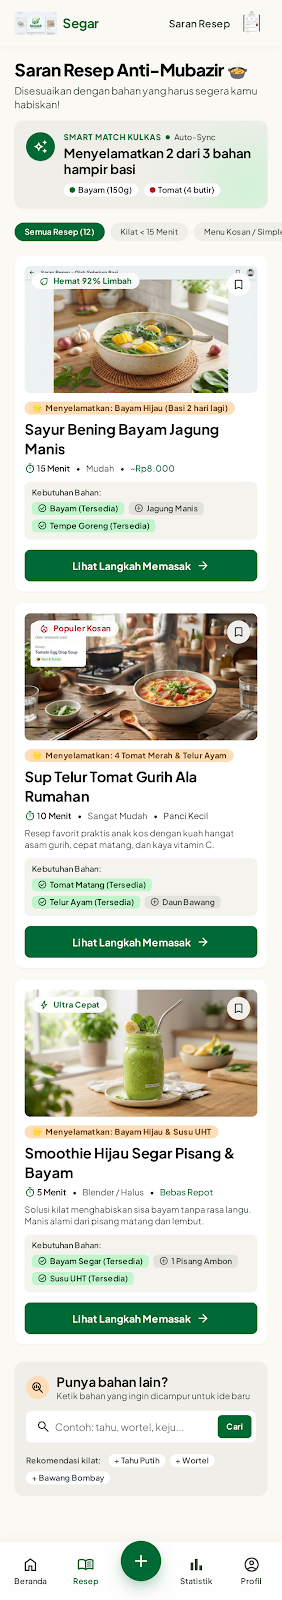 Segar
Saran Resep
Saran Resep Anti-Mubazir 🍲
Disesuaikan dengan bahan yang harus segera kamu
habiskan!
SMART MATCH KULKAS • Auto-Sync
Menyelamatkan 2 dari 3 bahan
hampir basi
Bayam (150g)
Tomat (4 butir)
Semua Resep (12)
Kilat < 15 Menit
Menu Kosan / Simple
Hemat 92% Limbah
Menyelamatkan: Bayam Hijau (Basi 2 hari lagi)
Sayur Bening Bayam Jagung
Manis
15 Menit • Mudah • ~Rp8.000
Kebutuhan Bahan:
Bayam (Tersedia)
Jagung Manis
Tempe Goreng (Tersedia)
Lihat Langkah Memasak →
Populer Kosan
Tomato Egg Drop Soup
Menyelamatkan: 4 Tomat Merah & Telur Ayam
Sup Telur Tomat Gurih Ala
Rumahan
10 Menit • Sangat Mudah • Panci Kecil
Resep favorit praktis anak kos dengan kuah hangat
asam gurih, cepat matang, dan kaya vitamin C.
Kebutuhan Bahan:
Tomat Matang (Tersedia)
Telur Ayam (Tersedia)
Daun Bawang
Lihat Langkah Memasak →
Ultra Cepat
Menyelamatkan: Bayam Hijau & Susu UHT
Smoothie Hijau Segar Pisang &
Bayam
5 Menit • Blender / Halus • Bebas Repot
Solusi kilat menghabiskan sisa bayam tanpa rasa langu.
Manis alami dari pisang matang dan lembut.
Kebutuhan Bahan:
Bayam Segar (Tersedia)
1 Pisang Ambon
Susu UHT (Tersedia)
Lihat Langkah Memasak →
Punya bahan lain?
Ketik bahan yang ingin dicampur untuk ide baru
Contoh: tahu, wortel, keju...
Cari
Rekomendasi kilat:
+ Tahu Putih
+ Wortel
+ Bawang Bombay
Beranda
Resep
+
Statistik
Profil